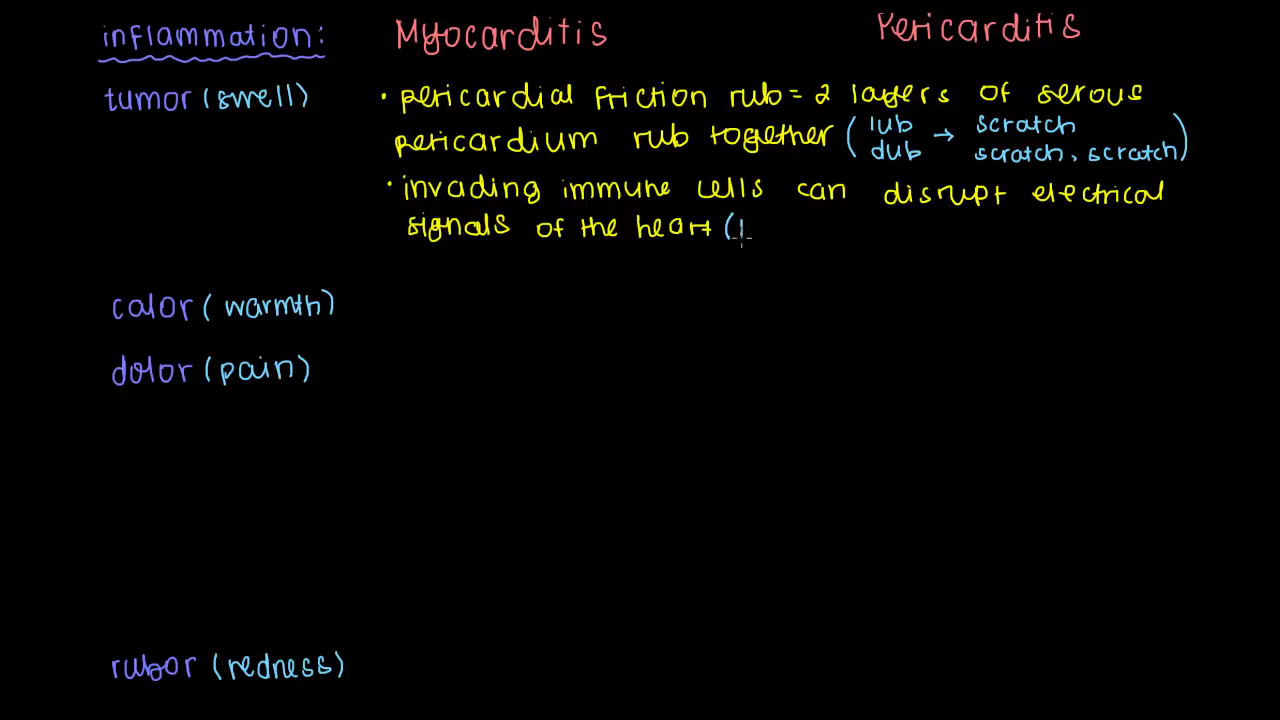 inflammation: Myocarditis Pericarditis
tumor (swell)
• pericardial friction rub = 2 layers of serous
pericardium rub together (lub → scratch
dub scratch, scratch)
• invading immune cells can disrupt electrical
signals of the heart (
calor (warmth)
dolor (pain)
rubor (redness)